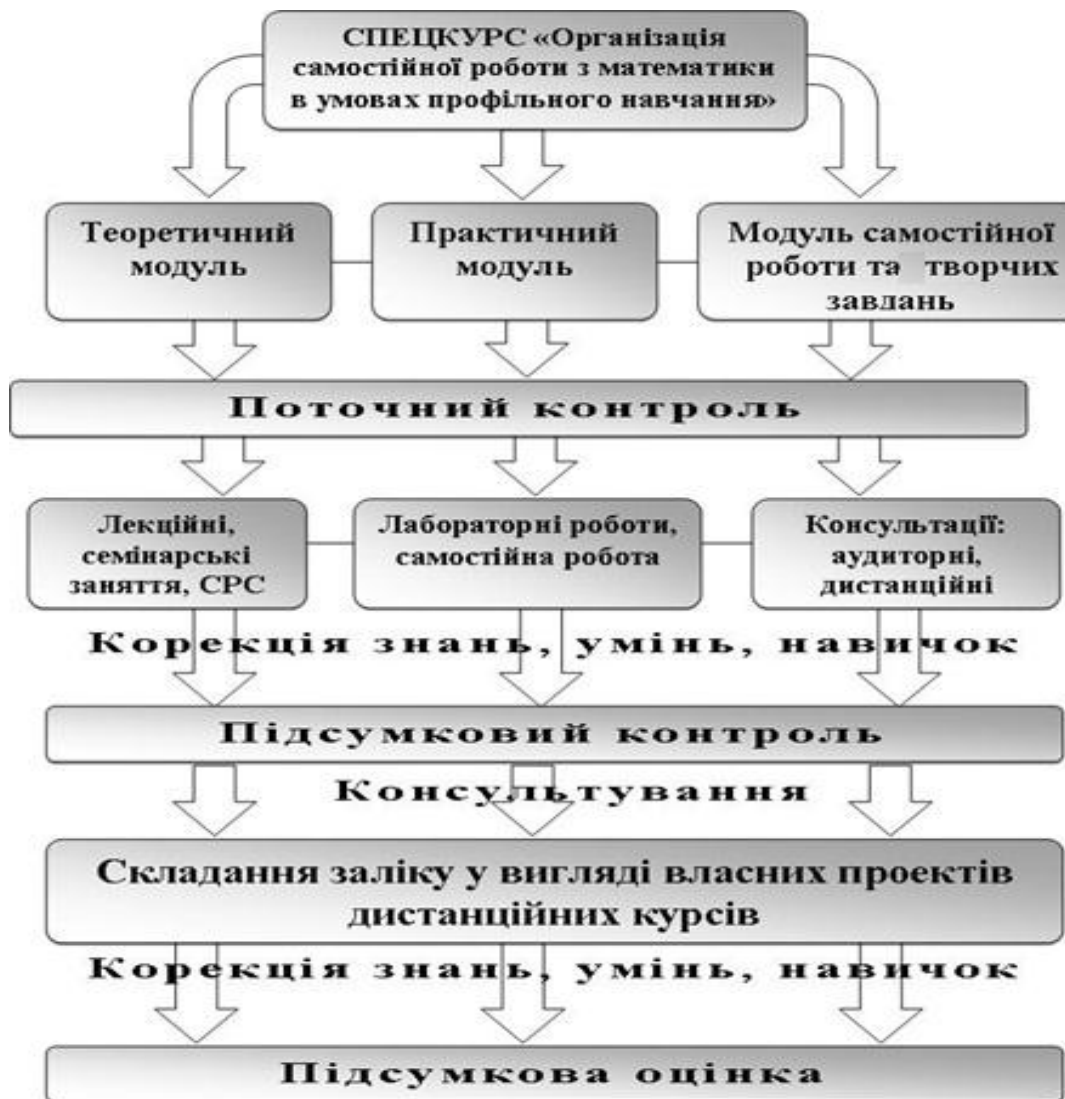 СПЕЦКУРС «Організація
самостійної роботи з математики
в умовах профільного навчання»
Теоретичний
модуль
Практичний
модуль
Модуль самостійної
роботи та творчих
завдань
Поточний контроль
Лекційні,
семінарські
заняття, СРС
Лабораторні роботи,
самостійна робота
Консультації:
аудиторні,
дистанційні
Корекція знань, умінь, навичок
Підсумковий контроль
Консультування
Складання заліку у вигляді власних проектів
дистанційних курсів
Корекція знань, умінь, навичок
Підсумкова оцінка